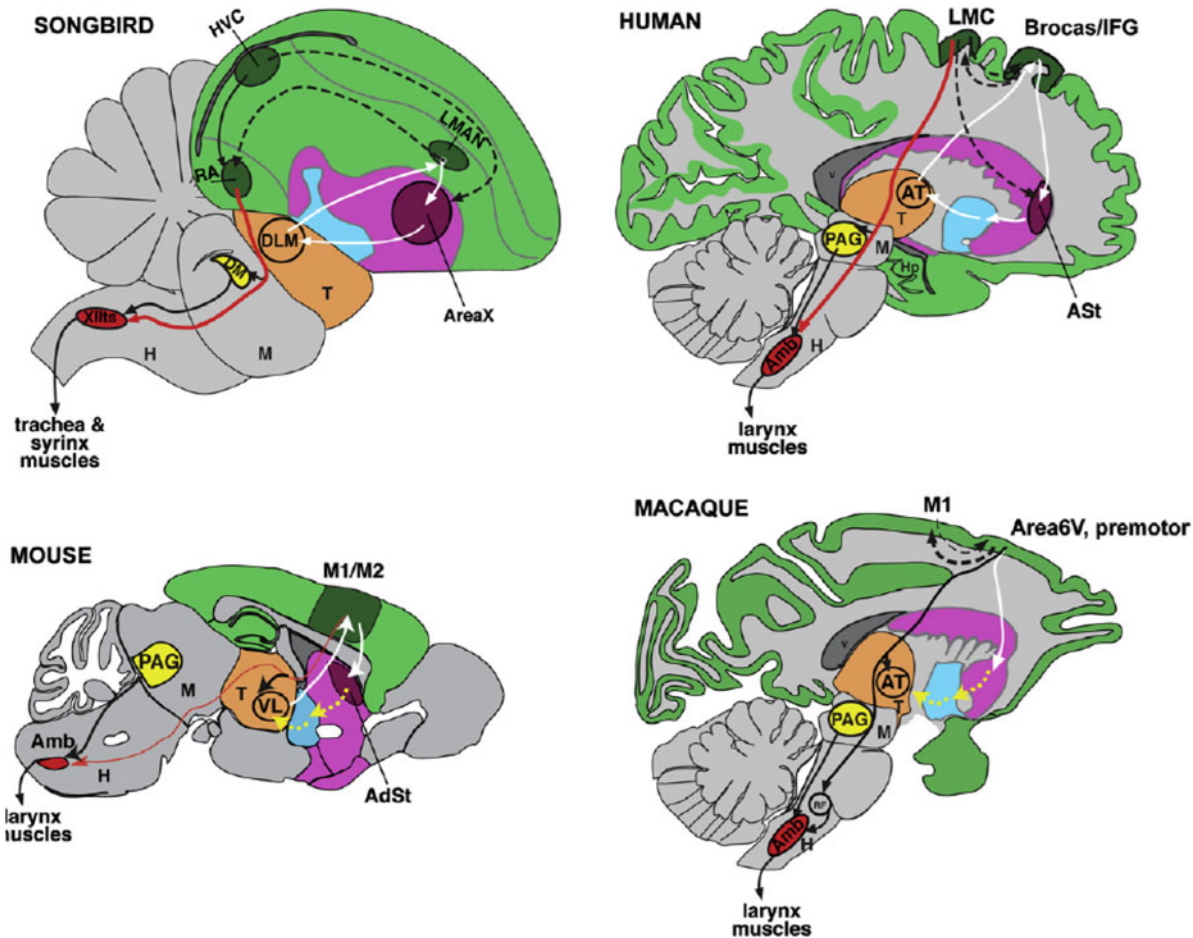 SONGBIRD
HVC
LMAN
RA
DLM
DM
XIIts
T
H
M
AreaX
trachea &
syrinx
muscles
HUMAN
LMC
Brocas/IFG
v
AT
T
PAG
M
Hp
Amb
H
ASt
larynx
muscles
MOUSE
M1/M2
PAG
M
T
VL
Amb
H
AdSt
larynx
muscles
MACAQUE
M1
Area6V, premotor
v
AT
T
PAG
M
RF
Amb
H
larynx
muscles